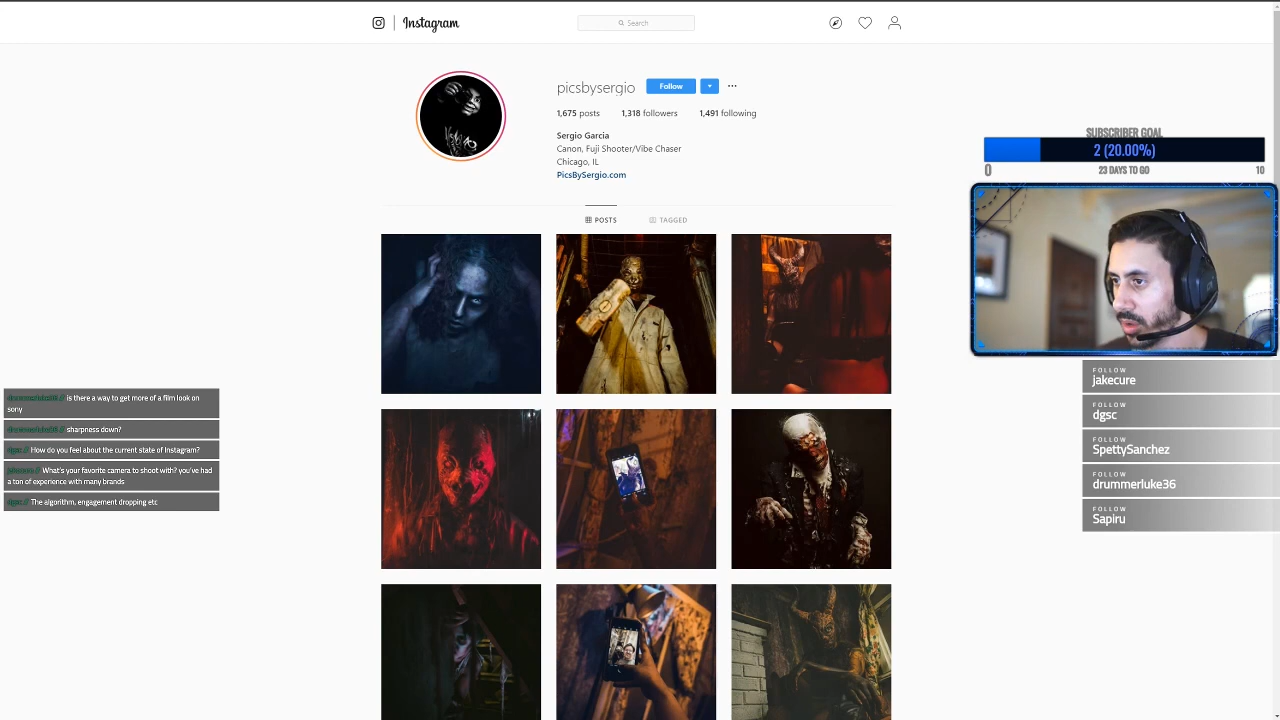 Instagram
Search
picsbysergio
Follow
1,675 posts 1,318 followers 1,491 following
Sergio Garcia
Canon, Fuji Shooter/Vibe Chaser
Chicago, IL
PicsBySergio.com
POSTS TAGGED
SUBSCRIBER GOAL
2 (20.00%)
0 23 DAYS TO GO 10
FOLLOW
jakecure
FOLLOW
dgsc
FOLLOW
SpettySanchez
FOLLOW
drummerluke36
FOLLOW
Sapiru
drummerluke36 // is there a way to get more of a film look on
sony
drummerluke36 // sharpness down?
dgsc // How do you feel about the current state of Instagram?
// What's your favorite camera to shoot with? you've had
a ton of experience with many brands
dgsc // The algorithm, engagement dropping etc